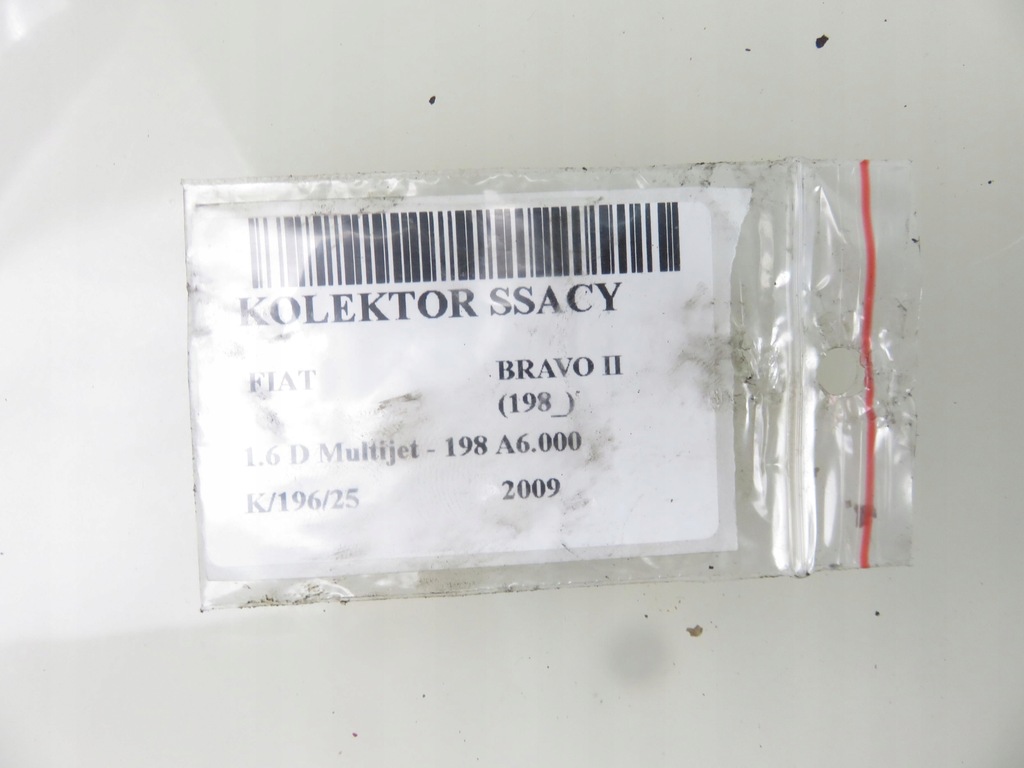 KOLEKTOR SSACY
FIAT BRAVO II
(198_)
1.6 D Multijet - 198 A6.000
K/196/25 2009